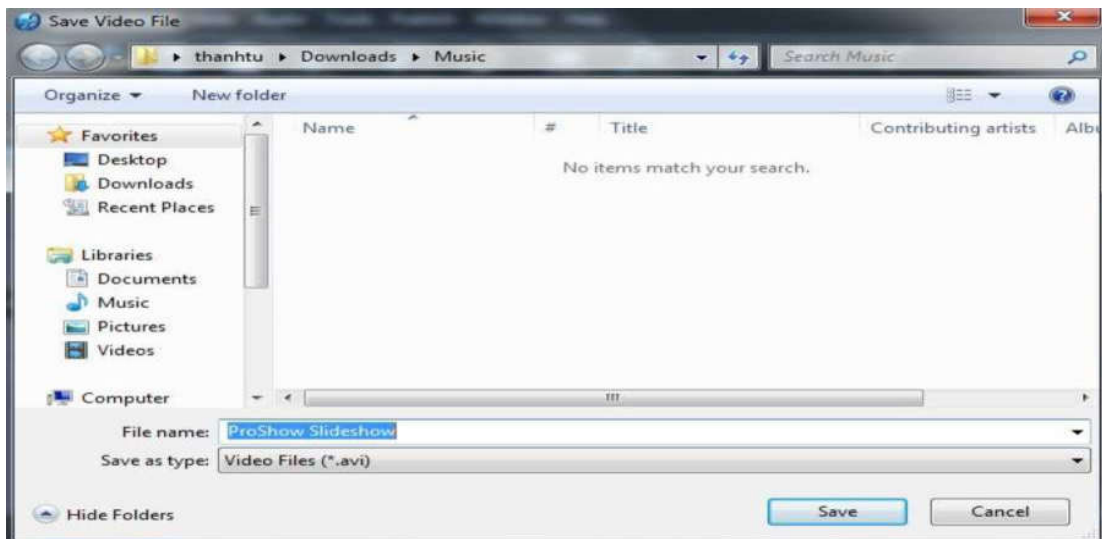 Save Video File
thanhtu Downloads Music Search Music
Organize New folder
Favorites
Desktop
Downloads
Recent Places
Libraries
Documents
Music
Pictures
Videos
Computer
Name # Title Contributing artists Albu
No items match your search.
File name: ProShow Slideshow
Save as type: Video Files (*.avi)
Hide Folders Save Cancel